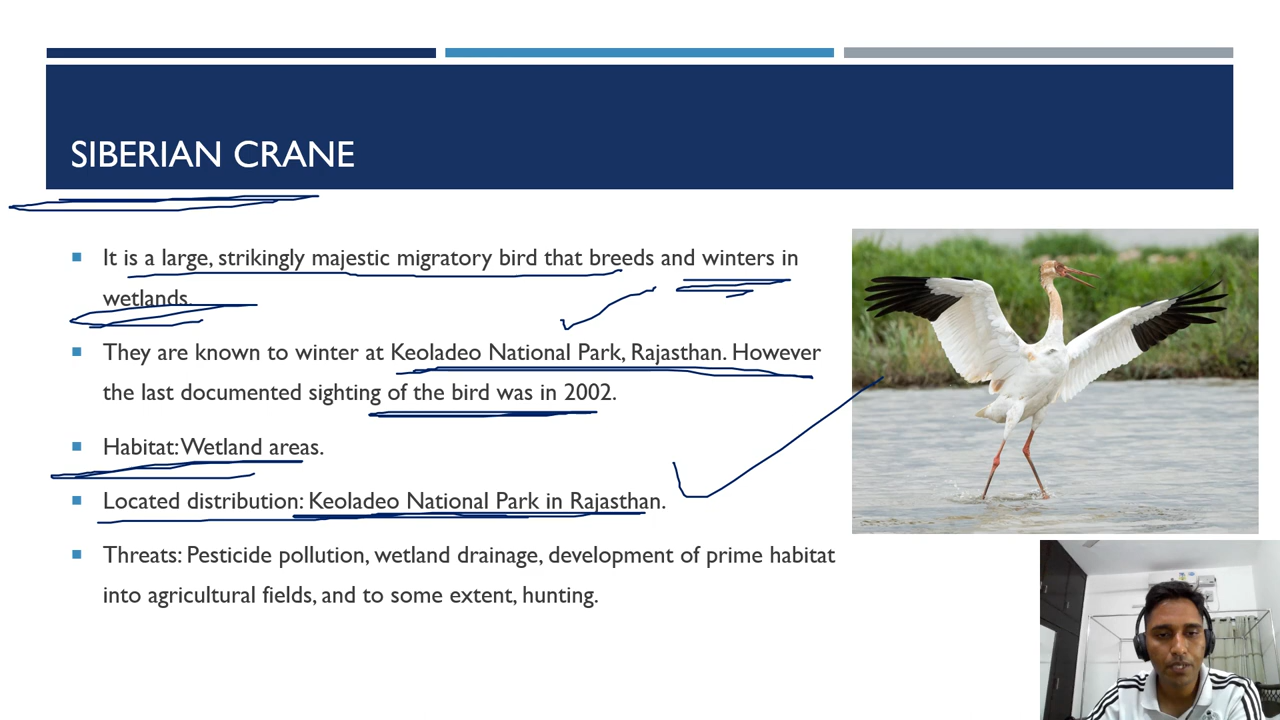 SIBERIAN CRANE
It is a large, strikingly majestic migratory bird that breeds and winters in
wetlands.
They are known to winter at Keoladeo National Park, Rajasthan. However
the last documented sighting of the bird was in 2002.
Habitat: Wetland areas.
Located distribution: Keoladeo National Park in Rajasthan.
Threats: Pesticide pollution, wetland drainage, development of prime habitat
into agricultural fields, and to some extent, hunting.